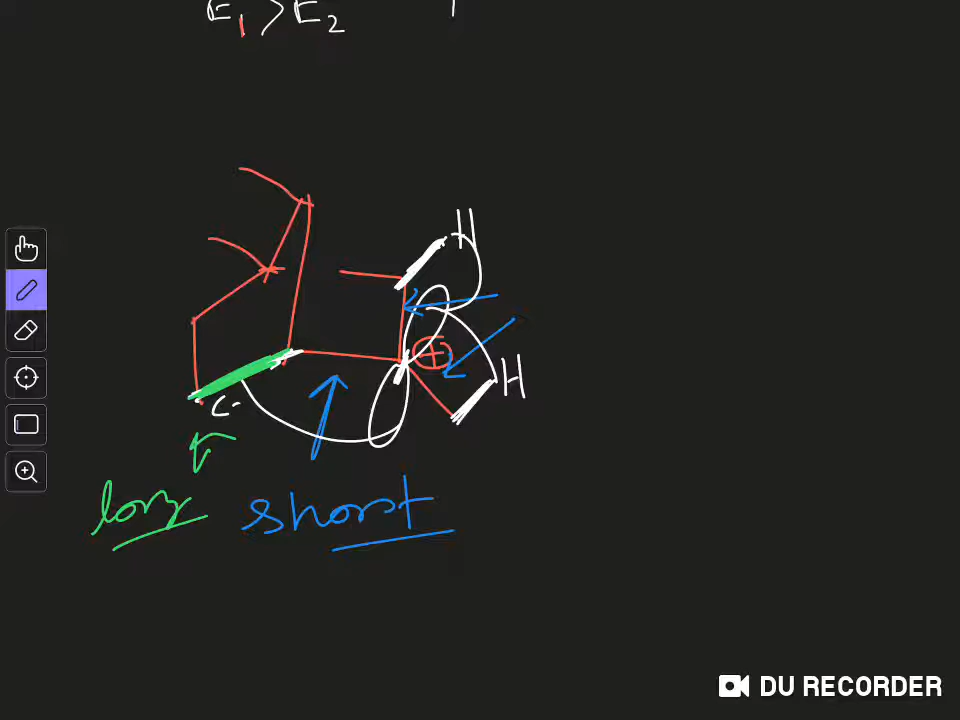 E₁ > E₂
H
⊕
H
C-
long short
DU RECORDER